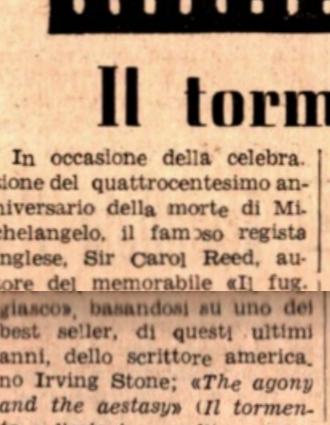 Il torm
In occasione della celebra.
sione del quattrocentesimo an-
niversario della morte di Mi-
chelangelo, il famoso regista
nglese, Sir Carol Reed, au-
tore del memorabile «Il fug.
giasco», basandosi su uno dei
best seller, di questi ultimi
anni, dello scrittore america.
no Irving Stone; «The agony
and the aestasy» (Il tormen-